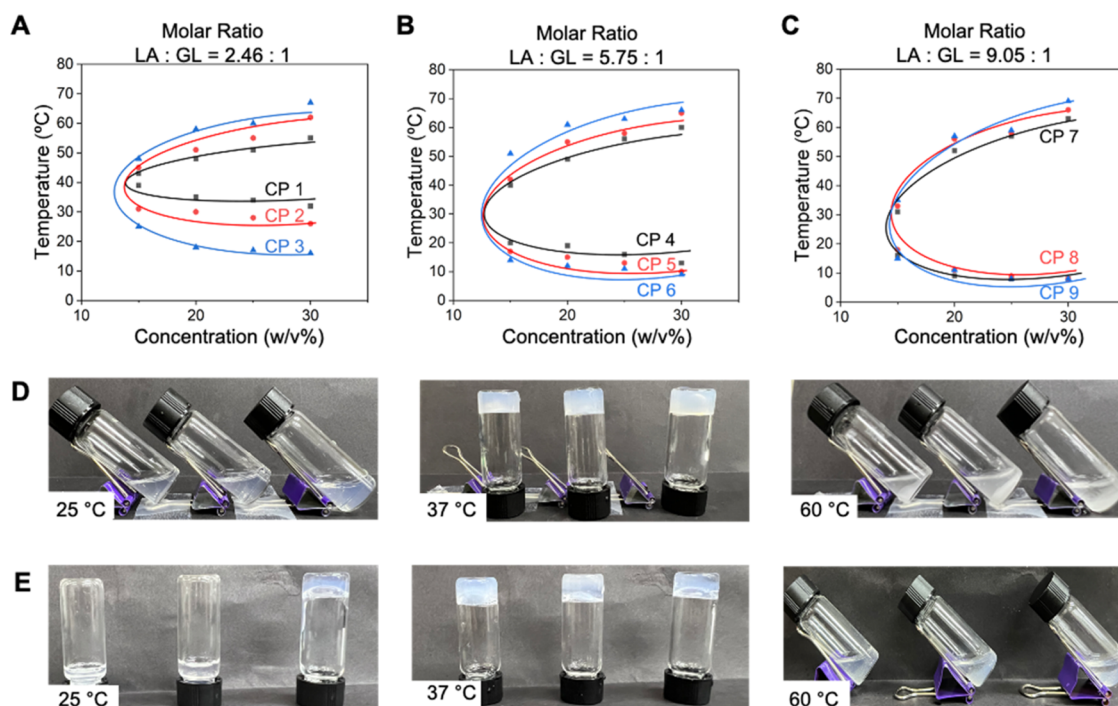 A
Molar Ratio
LA : GL = 2.46 : 1
80
70
60
50
40
30
20
10
0
Temperature (ºC)
CP 1
CP 2
CP 3
10 20 30
Concentration (w/v%)
B
Molar Ratio
LA : GL = 5.75 : 1
80
70
60
50
40
30
20
10
0
Temperature (ºC)
CP 4
CP 5
CP 6
10 20 30
Concentration (w/v%)
C
Molar Ratio
LA : GL = 9.05 : 1
80
70
60
50
40
30
20
10
0
Temperature (ºC)
CP 7
CP 8
CP 9
10 20 30
Concentration (w/v%)
D
25 °C
37 °C
60 °C
E
25 °C
37 °C
60 °C